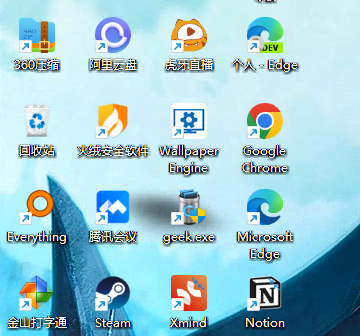 360压缩
阿里云盘
虎牙直播
DEV
个人 - Edge
回收站
火绒安全软件
Wallpaper
Engine
Google
Chrome
Everything
腾讯会议
geek.exe
Microsoft
Edge
金山打字通
Steam
Xmind
Notion